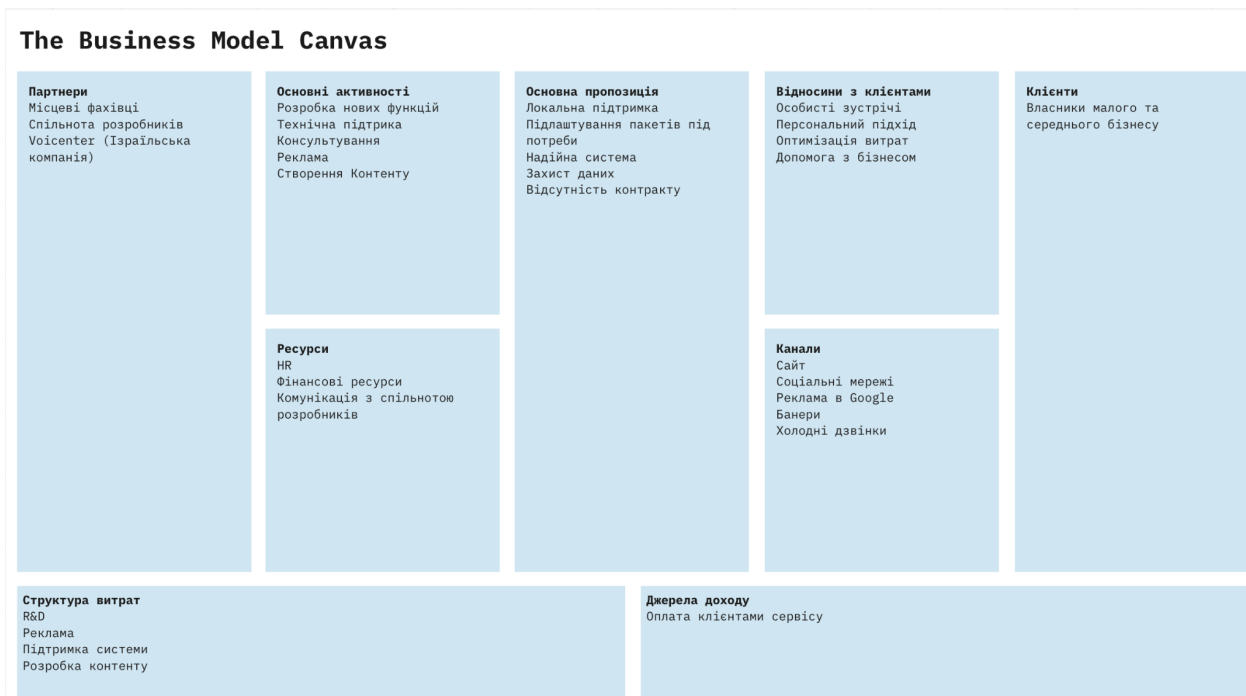 The Business Model Canvas
Партнери
Місцеві фахівці
Спільнота розробників
Voicenter (Ізраїльська
компанія)
Основні активності
Розробка нових функцій
Технічна підтрика
Консультування
Реклама
Створення Контенту
Ресурси
HR
Фінансові ресурси
Комунікація з спільнотою
розробників
Основна пропозиція
Локальна підтримка
Підлаштування пакетів під
потреби
Надійна система
Захист даних
Відсутність контракту
Відносини з клієнтами
Особисті зустрічі
Персональний підхід
Оптимізація витрат
Допомога з бізнесом
Канали
Сайт
Соціальні мережі
Реклама в Google
Банери
Холодні дзвінки
Клієнти
Власники малого та
середнього бізнесу
Структура витрат
R&D
Реклама
Підтримка системи
Розробка контенту
Джерела доходу
Оплата клієнтами сервісу